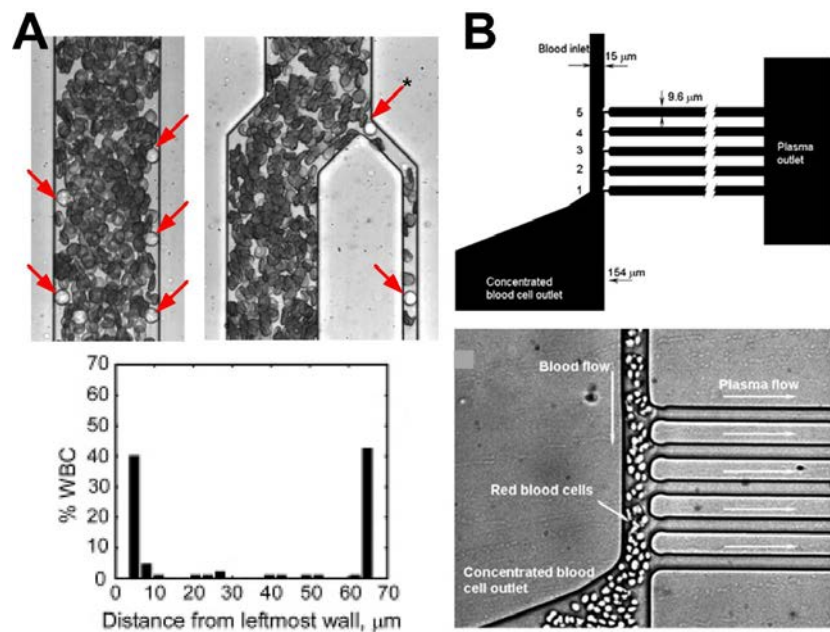 A
*
% WBC
70
60
50
40
30
20
10
0
0 10 20 30 40 50 60 70
Distance from leftmost wall, μm
B
Blood inlet
15 μm
9.6 μm
5
4
3
2
1
Plasma
outlet
Concentrated
blood cell outlet
154 μm
Blood flow
Plasma flow
Red blood cells
Concentrated blood
cell outlet